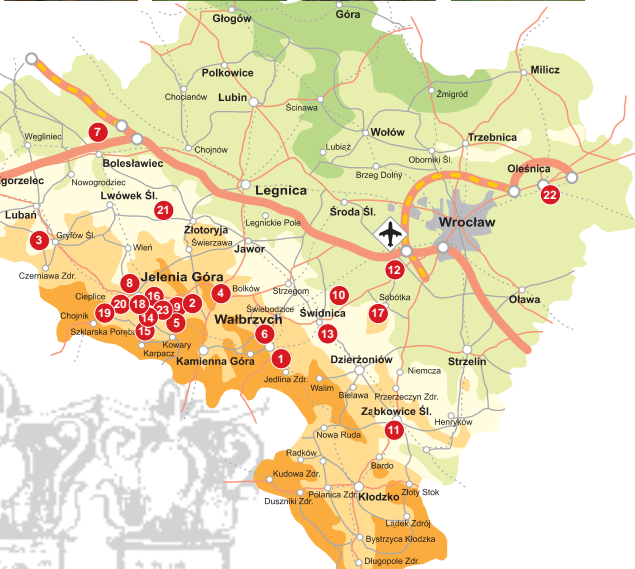 Głogów
Góra
Polkowice
Milicz
Chocianów
Lubin
Ścinawa
Żmigród
7
Węgliniec
Wołów
Trzebnica
Chojnów
Lubiąż
Oborniki Śl.
Bolesławiec
Brzeg Dolny
Oleśnica
gorzelec
Nowogrodziec
Legnica
22
Lwówek Śl.
21
Lubań
Środa Śl.
Wrocław
Legnickie Pole
Złotoryja
3
Gryfów Śl.
Wleń
Świerzawa
Jawor
12
Czerniawa Zdr.
Jelenia Góra
8
Bolków
Strzegom
4
10
Cieplice
16
Sobótka
Oława
20
18
9
2
Chojnik
19
23
Świebodzice
Świdnica
17
14
5
Wałbrzych
Szklarska Poręba
15
6
13
Kowary
Karpacz
Kamienna Góra
1
Dzierżoniów
Strzelin
Jedlina Zdr.
Niemcza
Walim
Bielawa
Przerzeczyn Zdr.
Ząbkowice Śl.
Henryków
11
Nowa Ruda
Radków
Bardo
Kudowa Zdr.
Polanica Zdr.
Złoty Stok
Duszniki Zdr.
Kłodzko
Lądek Zdrój
Bystrzyca Kłodzka
Długopole Zdr.